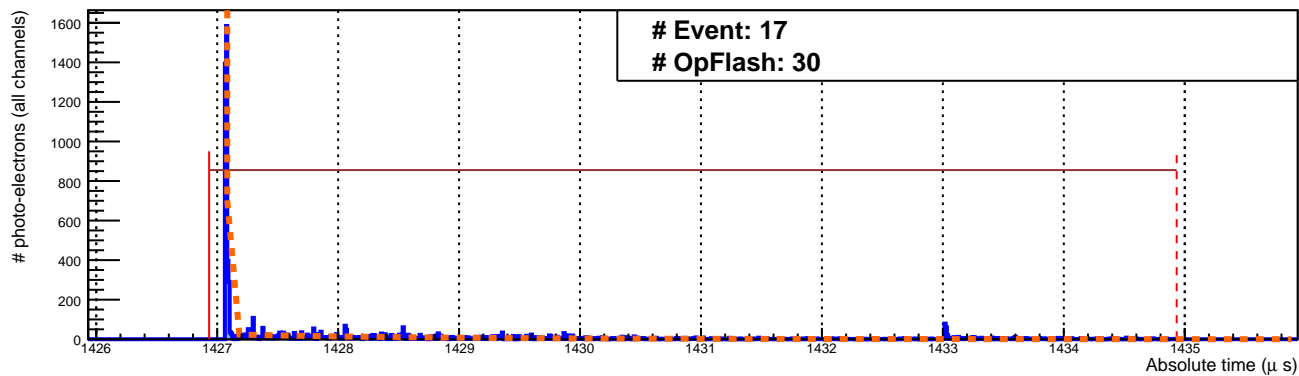 # Event: 17
# OpFlash: 30
# photo-electrons (all channels)
1600
1400
1200
1000
800
600
400
200
0
1426 1427 1428 1429 1430 1431 1432 1433 1434 1435
Absolute time (μ s)